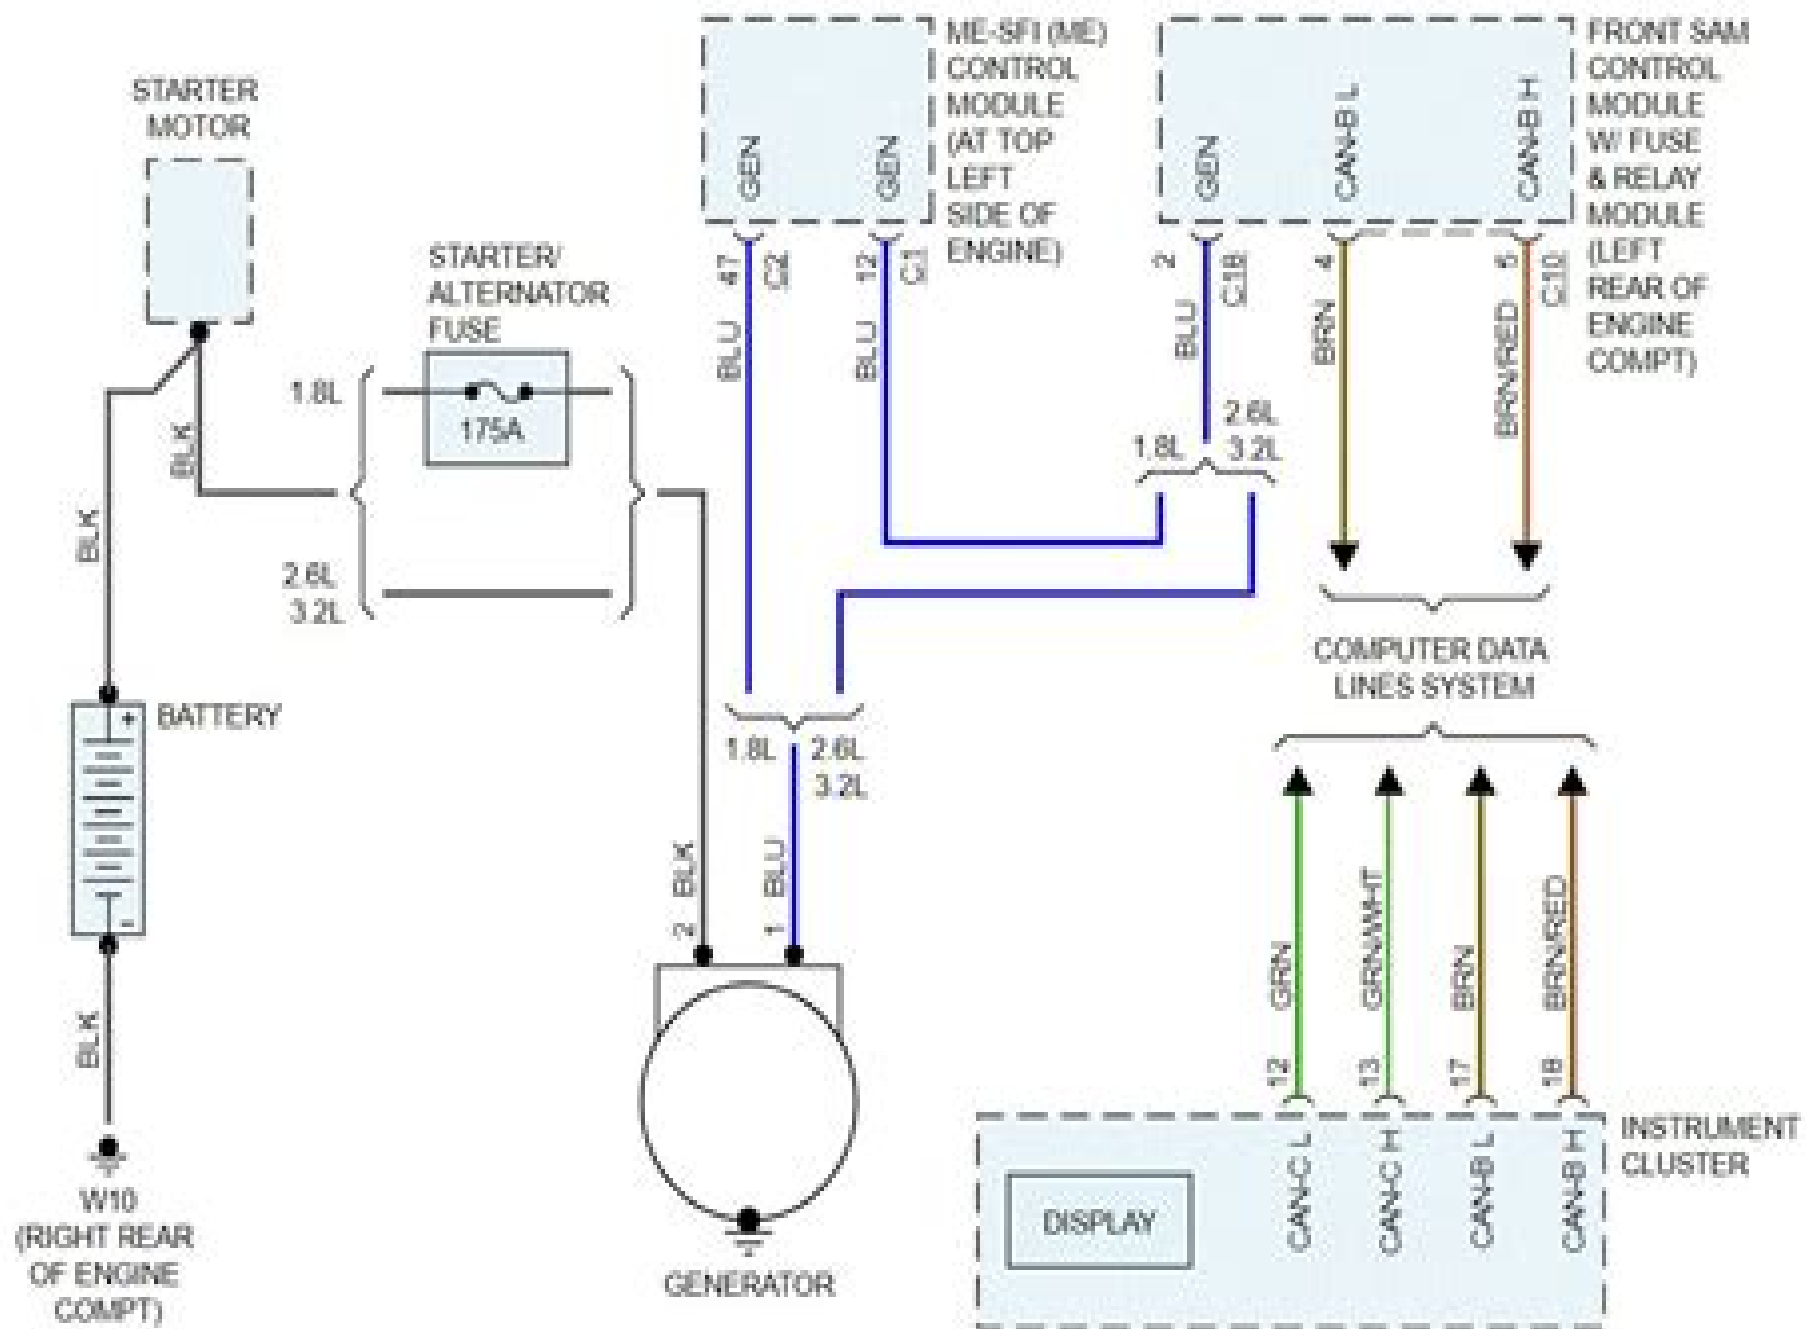 STARTER
MOTOR
ME-SFI (ME)
CONTROL
MODULE
(AT TOP
LEFT
SIDE OF
ENGINE)
GEN
GEN
47
C2
12
C1
BLU
BLU
FRONT SAM
CONTROL
MODULE
W/ FUSE
& RELAY
MODULE
(LEFT
REAR OF
ENGINE
COMPT)
GEN
CAN-B L
CAN-B H
2
C18
4
5
C10
BLU
BRN
BRN/RED
STARTER/
ALTERNATOR
FUSE
175A
1.8L
2.6L
3.2L
BLK
BLK
1.8L
2.6L
3.2L
COMPUTER DATA
LINES SYSTEM
BATTERY
+
-
BLK
W10
(RIGHT REAR
OF ENGINE
COMPT)
1.8L
2.6L
3.2L
BLK
BLU
2
1
GENERATOR
GRN
GRN/WHT
BRN
BRN/RED
12
13
17
18
CAN-C L
CAN-C H
CAN-B L
CAN-B H
DISPLAY
INSTRUMENT
CLUSTER